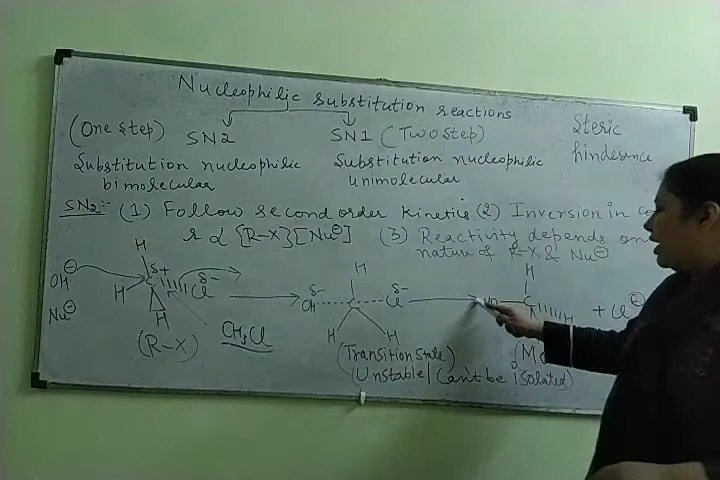 Nucleophilic substitution reactions
(One step) SN2 SN1 (Two step) Steric
hinderance
Substitution nucleophilic Substitution nucleophilic
bimolecular Unimolecular
SN2:- (1) Follow second order kinetics (2) Inversion in
r α [R-X][Nu⊖] (3) Reactivity depends on
nature of R-X & Nu⊖
H H H
OH⊖ C δ+ Cl δ- δ- OH C Cl δ- C H + Cl⊖
H H H H
Nu⊖
(R-X) CH3Cl (Transition state)
(Unstable/Can't be isolated)